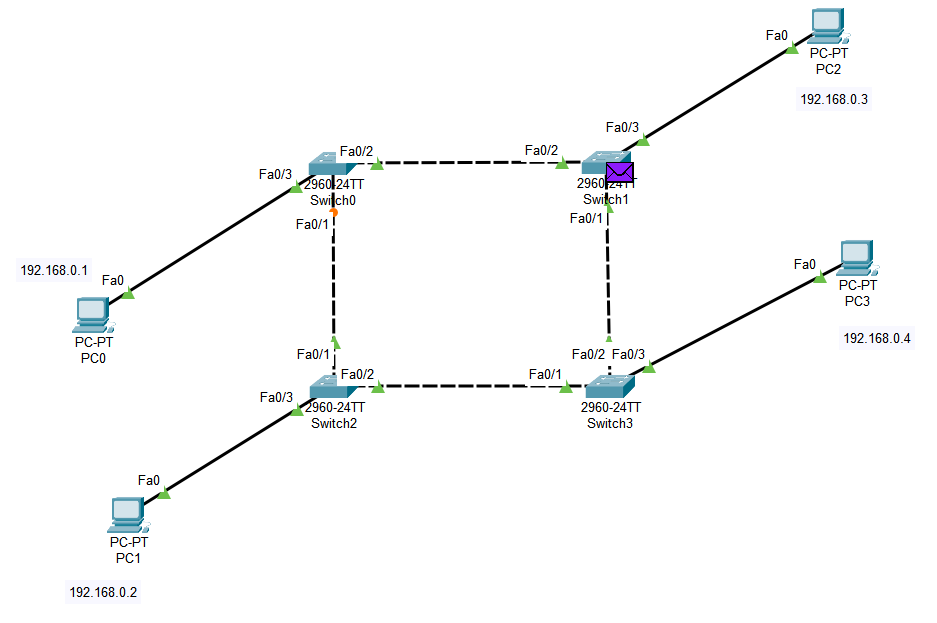 Fa0
PC-PT
PC2
192.168.0.3
Fa0/3
Fa0/2
Fa0/2
Fa0/3
2960-24TT
Switch0
2960-24TT
Switch1
Fa0/1
Fa0/1
Fa0
PC-PT
PC3
192.168.0.1
Fa0
PC-PT
PC0
192.168.0.4
Fa0/1
Fa0/2
Fa0/3
Fa0/2
Fa0/1
Fa0/3
2960-24TT
Switch2
2960-24TT
Switch3
Fa0
PC-PT
PC1
192.168.0.2